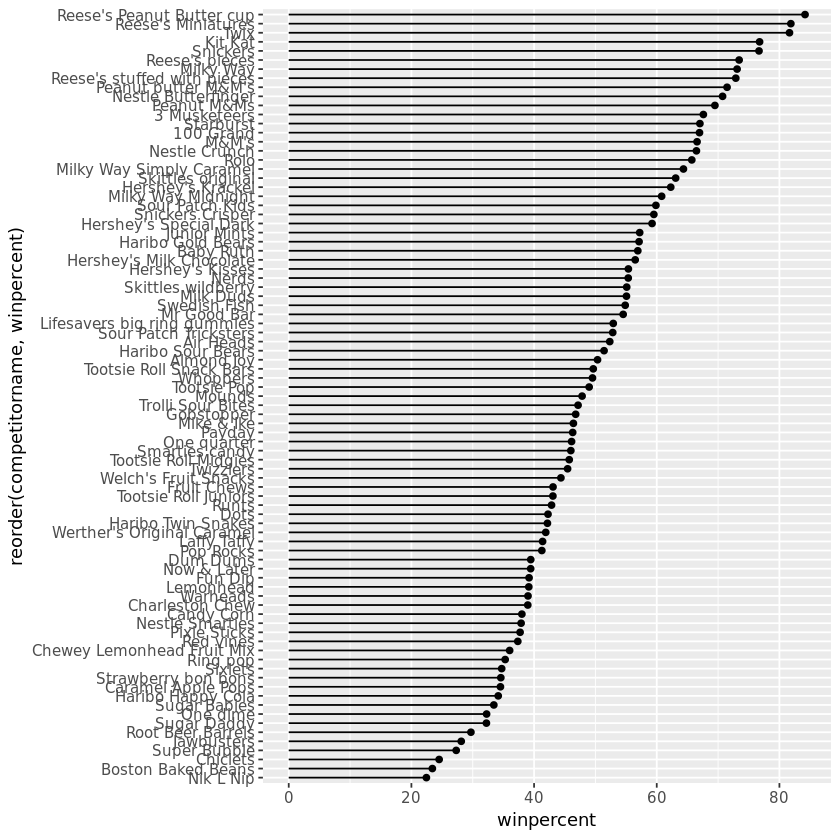 Reese's Peanut Butter cup
Reese's Miniatures
Twix
Kit Kat
Snickers
Reese's pieces
Milky Way
Reese's stuffed with pieces
Peanut butter M&M's
Nestle Butterfinger
Peanut M&Ms
3 Musketeers
Starburst
100 Grand
M&M's
Nestle Crunch
Rolo
Milky Way Simply Caramel
Skittles original
Hershey's Krackel
Milky Way Midnight
Sour Patch Kids
Snickers Crisper
Hershey's Special Dark
Junior Mints
Haribo Gold Bears
Baby Ruth
Hershey's Milk Chocolate
Hershey's Kisses
Nerds
Skittles wildberry
Milk Duds
Swedish Fish
Mr Good Bar
Lifesavers big ring gummies
Sour Patch Tricksters
Air Heads
Haribo Sour Bears
Almond Joy
Tootsie Roll Snack Bars
Whoppers
Tootsie Pop
Mounds
Trolli Sour Bites
Gobstopper
Mike & Ike
Payday
One quarter
Smarties candy
Tootsie Roll Midgies
Twizzlers
Welch's Fruit Snacks
Fruit Chews
Tootsie Roll Juniors
Runts
Dots
Haribo Twin Snakes
Werther's Original Caramel
Laffy Taffy
Pop Rocks
Dum Dums
Now & Later
Fun Dip
Lemonhead
Warheads
Charleston Chew
Candy Corn
Nestle Smarties
Pixie Sticks
Red vines
Chewey Lemonhead Fruit Mix
Ring pop
Sixlets
Strawberry bon bons
Caramel Apple Pops
Haribo Happy Cola
Sugar Babies
One dime
Sugar Daddy
Root Beer Barrels
Jawbusters
Super Bubble
Chiclets
Boston Baked Beans
Nik L Nip
reorder(competitorname, winpercent)
0 20 40 60 80
winpercent